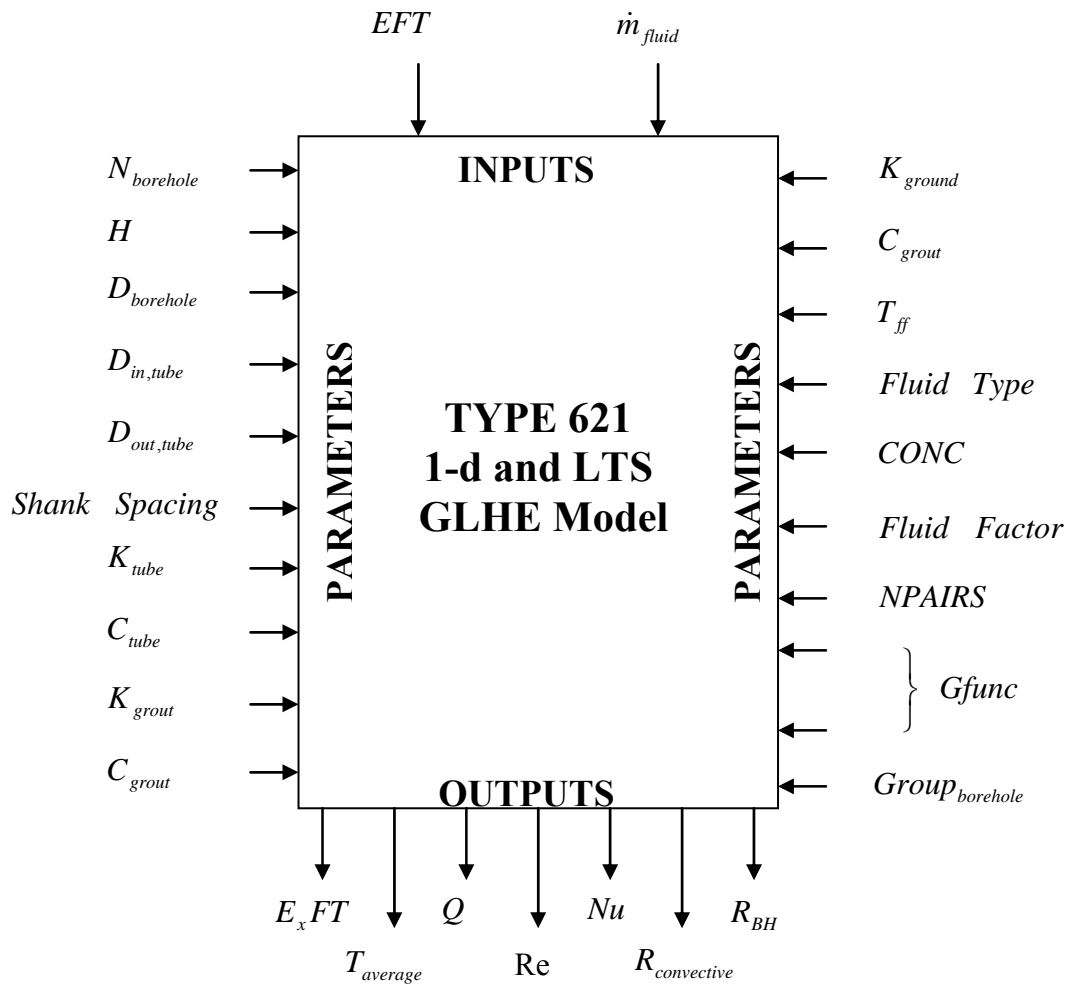 EFT
ṁ_fluid
INPUTS
N_borehole
H
D_borehole
D_in,tube
D_out,tube
Shank Spacing
K_tube
C_tube
K_grout
C_grout
PARAMETERS
TYPE 621
1-d and LTS
GLHE Model
PARAMETERS
K_ground
C_grout
T_ff
Fluid Type
CONC
Fluid Factor
NPAIRS
} Gfunc
Group_borehole
OUTPUTS
E_xFT
T_average
Q
Re
Nu
R_convective
R_BH